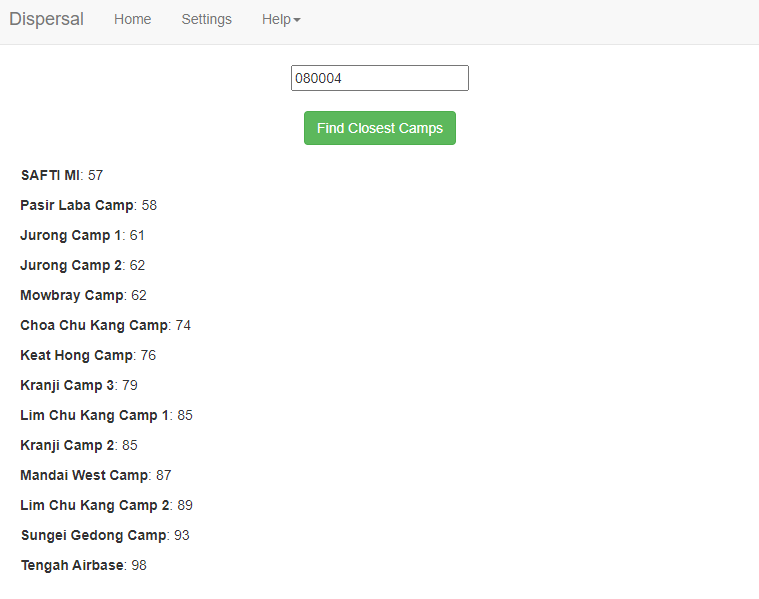 Dispersal Home Settings Help
080004
Find Closest Camps
SAFTI MI: 57
Pasir Laba Camp: 58
Jurong Camp 1: 61
Jurong Camp 2: 62
Mowbray Camp: 62
Choa Chu Kang Camp: 74
Keat Hong Camp: 76
Kranji Camp 3: 79
Lim Chu Kang Camp 1: 85
Kranji Camp 2: 85
Mandai West Camp: 87
Lim Chu Kang Camp 2: 89
Sungei Gedong Camp: 93
Tengah Airbase: 98